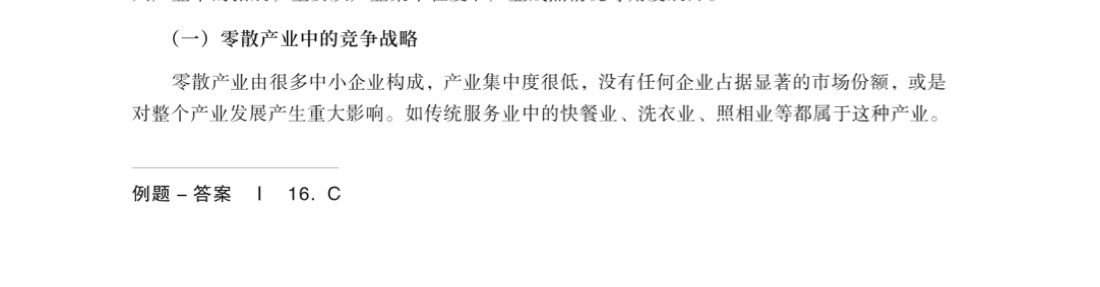 （一）零散产业中的竞争战略
零散产业由很多中小企业构成，产业集中度很低，没有任何企业占据显著的市场份额，或是
对整个产业发展产生重大影响。如传统服务业中的快餐业、洗衣业、照相业等都属于这种产业。
例题 – 答案 | 16. C